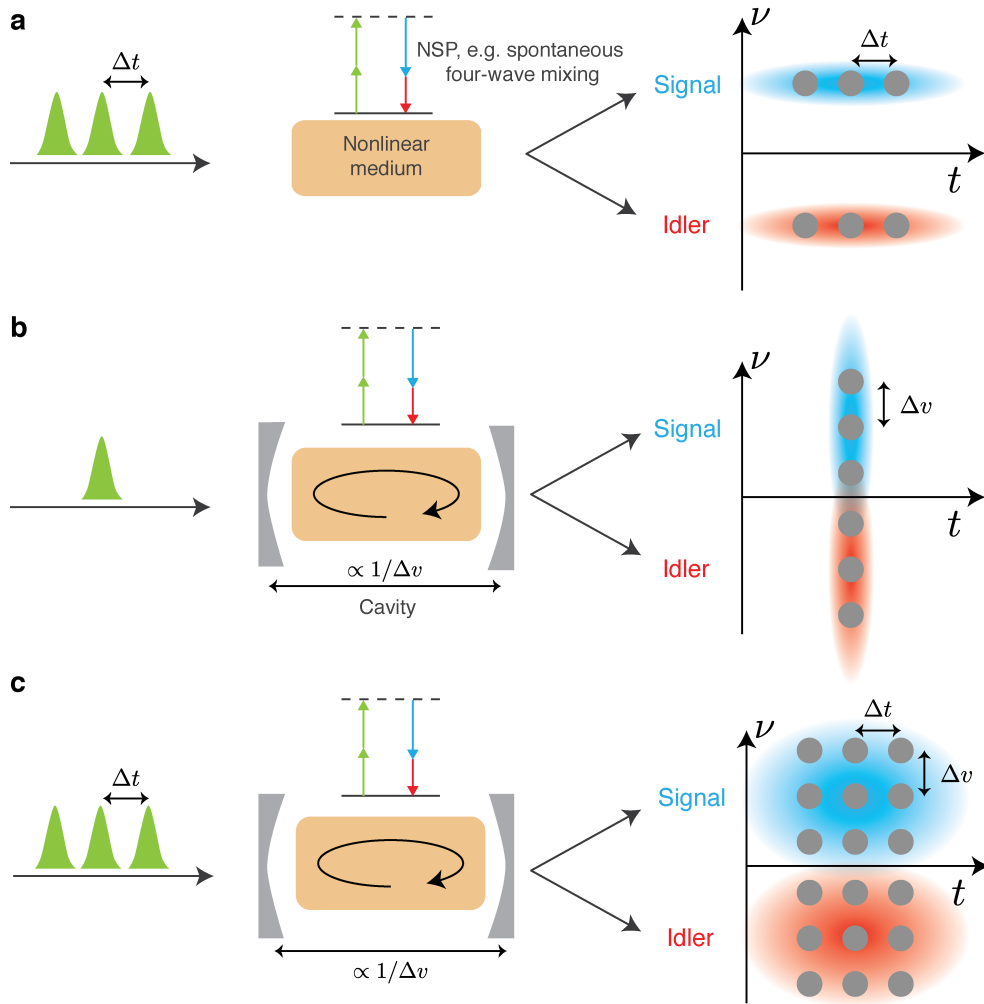 a
Δt
NSP, e.g. spontaneous
four-wave mixing
Nonlinear
medium
Signal
Idler
ν
Δt
t
b
∝ 1/Δv
Cavity
Signal
Idler
ν
Δv
t
c
Δt
∝ 1/Δv
Signal
Idler
ν
Δt
Δv
t